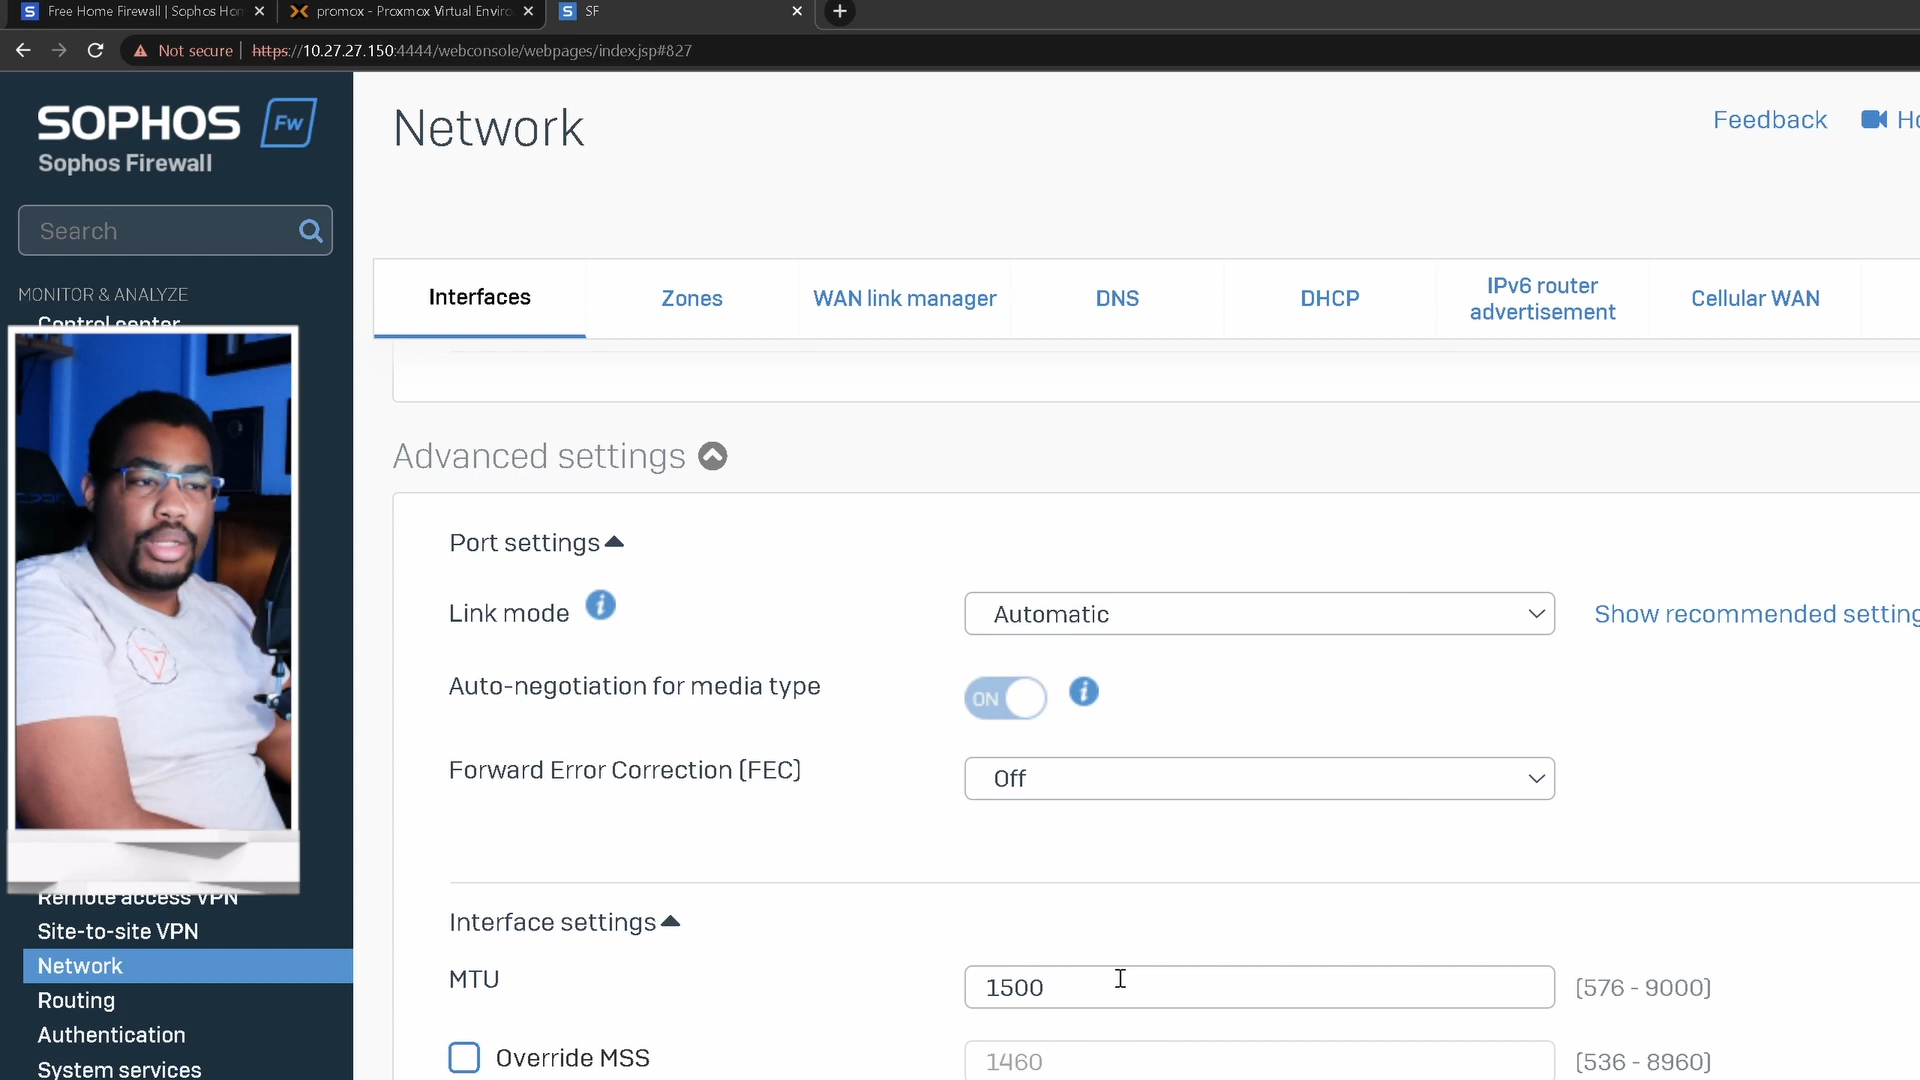 Free Home Firewall | Sophos Hom
promox - Proxmox Virtual Enviro
SF
Not secure
https://10.27.27.150:4444/webconsole/webpages/index.jsp#827
SOPHOS Fw
Sophos Firewall
Search
MONITOR & ANALYZE
Control center
Remote access VPN
Site-to-site VPN
Network
Routing
Authentication
System services
Network
Feedback
Ho
Interfaces
Zones
WAN link manager
DNS
DHCP
IPv6 router
advertisement
Cellular WAN
Advanced settings
Port settings
Link mode
Automatic
Show recommended setting
Auto-negotiation for media type
ON
Forward Error Correction (FEC)
Off
Interface settings
MTU
1500
(576 - 9000)
Override MSS
1460
(536 - 8960)